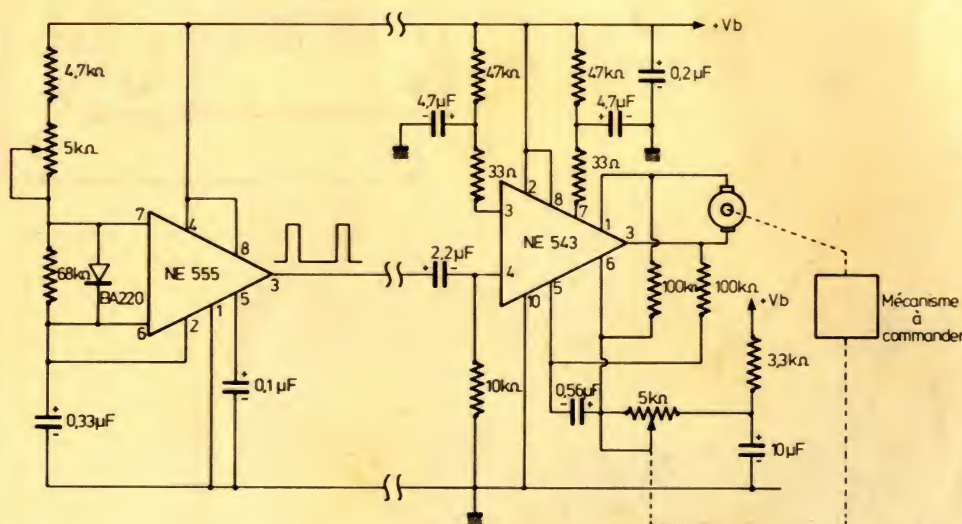 +Vb
4,7kΩ
5kΩ
68kΩ
BA220
0,33µF
+
-
7
6
4
8
NE 555
3
2
1
5
0,1µF
+
-
2,2µF
+ -
10kΩ
47kΩ
4,7µF
- +
33Ω
47kΩ
4,7µF
+ -
33Ω
0,2µF
+
-
3
4
2
8
7
1
NE 543
3
6
5
10
100kΩ
100kΩ
0,56µF
- +
5kΩ
+Vb
3,3kΩ
10µF
+
-
Mécanisme
à
commander